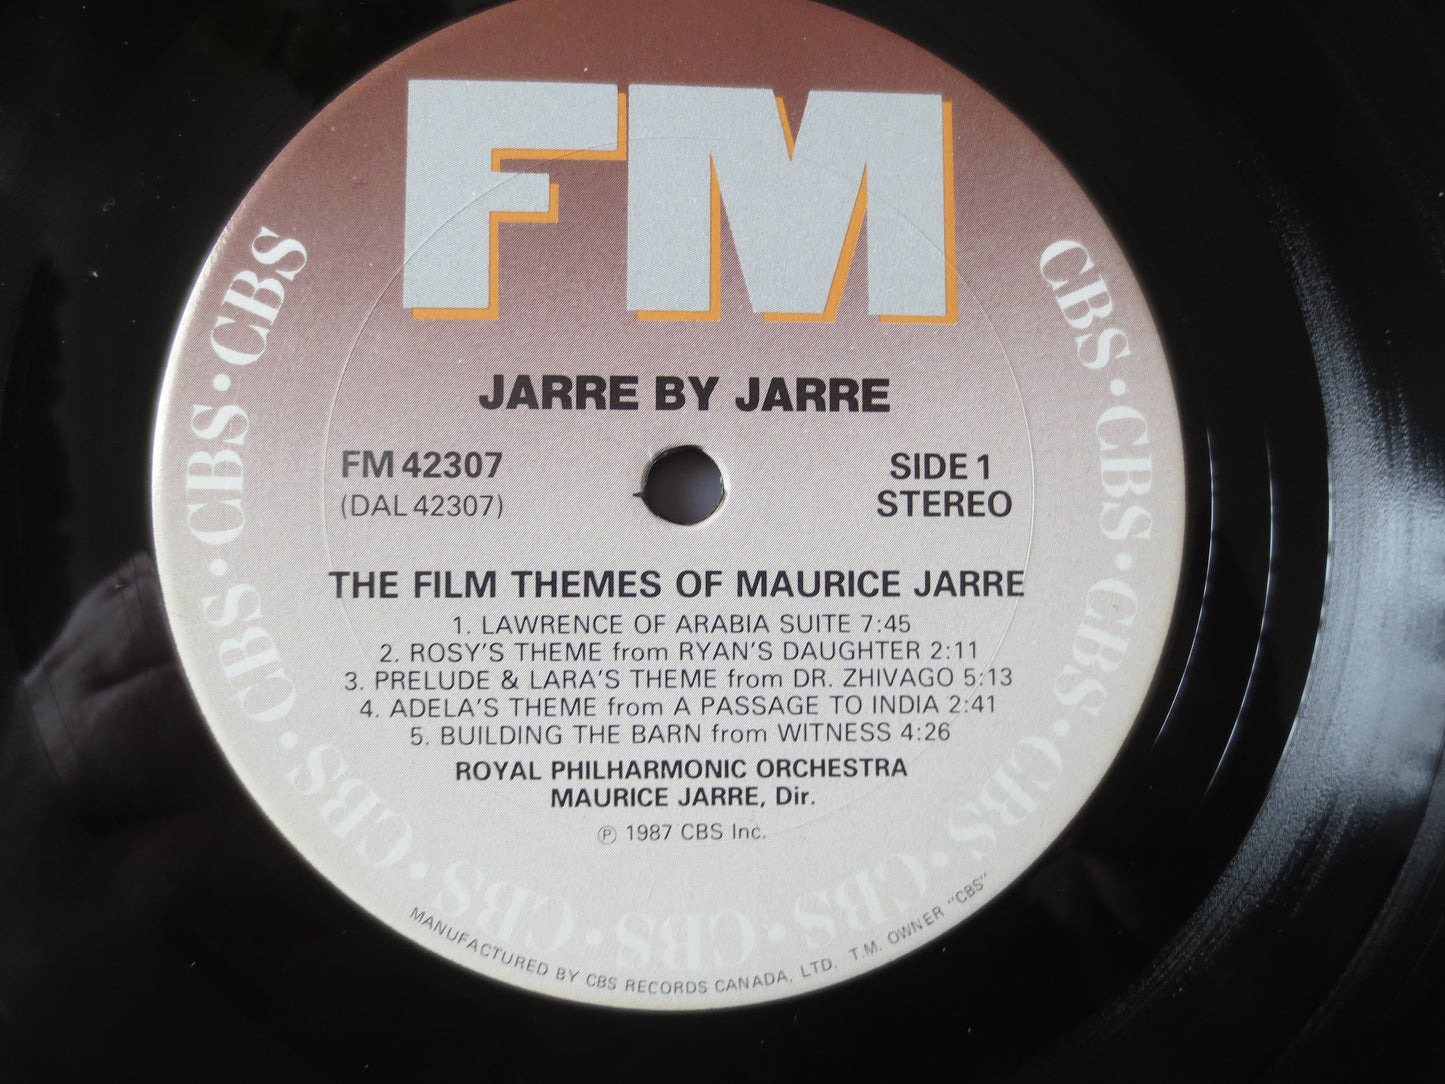 FM
JARRE BY JARRE
FM 42307
(DAL 42307)
SIDE 1
STEREO
THE FILM THEMES OF MAURICE JARRE
1. LAWRENCE OF ARABIA SUITE 7:45
2. ROSY'S THEME from RYAN'S DAUGHTER 2:11
3. PRELUDE & LARA'S THEME from DR. ZHIVAGO 5:13
4. ADELA'S THEME from A PASSAGE TO INDIA 2:41
5. BUILDING THE BARN from WITNESS 4:26
ROYAL PHILHARMONIC ORCHESTRA
MAURICE JARRE, Dir.
℗ 1987 CBS Inc.
CBS • CBS • CBS • CBS • CBS • CBS • CBS • CBS • CBS • CBS • CBS • CBS • CBS
MANUFACTURED BY CBS RECORDS CANADA, LTD. T.M. OWNER "CBS"